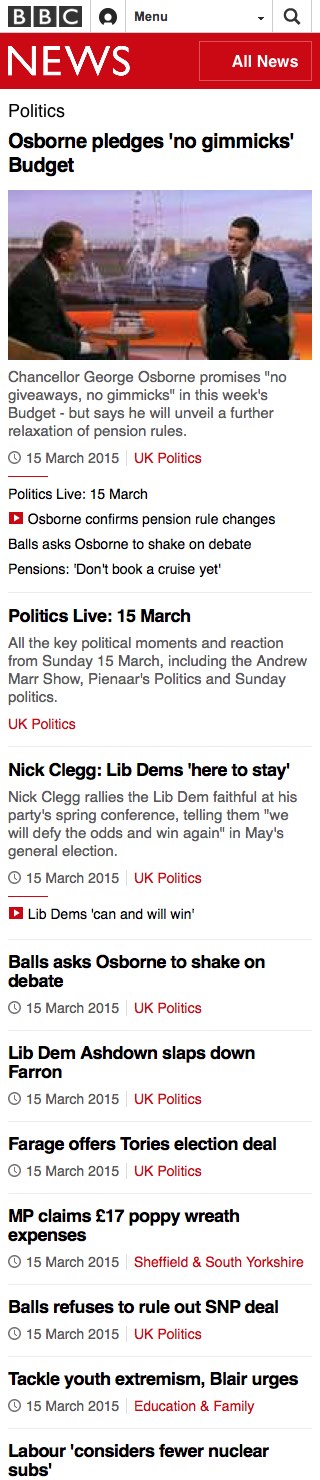 BBC
Menu
NEWS
All News
Politics
Osborne pledges 'no gimmicks'
Budget
Chancellor George Osborne promises "no
giveaways, no gimmicks" in this week's
Budget - but says he will unveil a further
relaxation of pension rules.
15 March 2015 UK Politics
Politics Live: 15 March
Osborne confirms pension rule changes
Balls asks Osborne to shake on debate
Pensions: 'Don't book a cruise yet'
Politics Live: 15 March
All the key political moments and reaction
from Sunday 15 March, including the Andrew
Marr Show, Pienaar's Politics and Sunday
politics.
UK Politics
Nick Clegg: Lib Dems 'here to stay'
Nick Clegg rallies the Lib Dem faithful at his
party's spring conference, telling them "we
will defy the odds and win again" in May's
general election.
15 March 2015 UK Politics
Lib Dems 'can and will win'
Balls asks Osborne to shake on
debate
15 March 2015 UK Politics
Lib Dem Ashdown slaps down
Farron
15 March 2015 UK Politics
Farage offers Tories election deal
15 March 2015 UK Politics
MP claims £17 poppy wreath
expenses
15 March 2015 Sheffield & South Yorkshire
Balls refuses to rule out SNP deal
15 March 2015 UK Politics
Tackle youth extremism, Blair urges
15 March 2015 Education & Family
Labour 'considers fewer nuclear
subs'